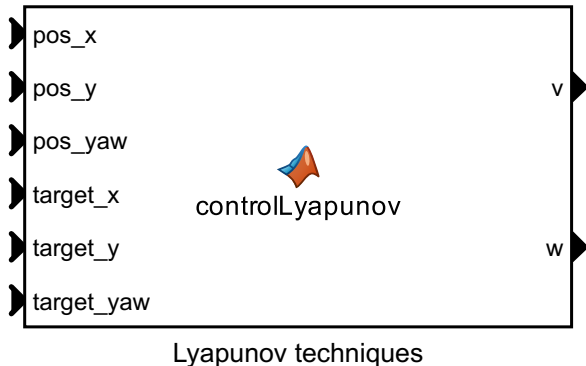 pos_x
pos_y
pos_yaw
target_x
target_y
target_yaw
controlLyapunov
v
w
Lyapunov techniques